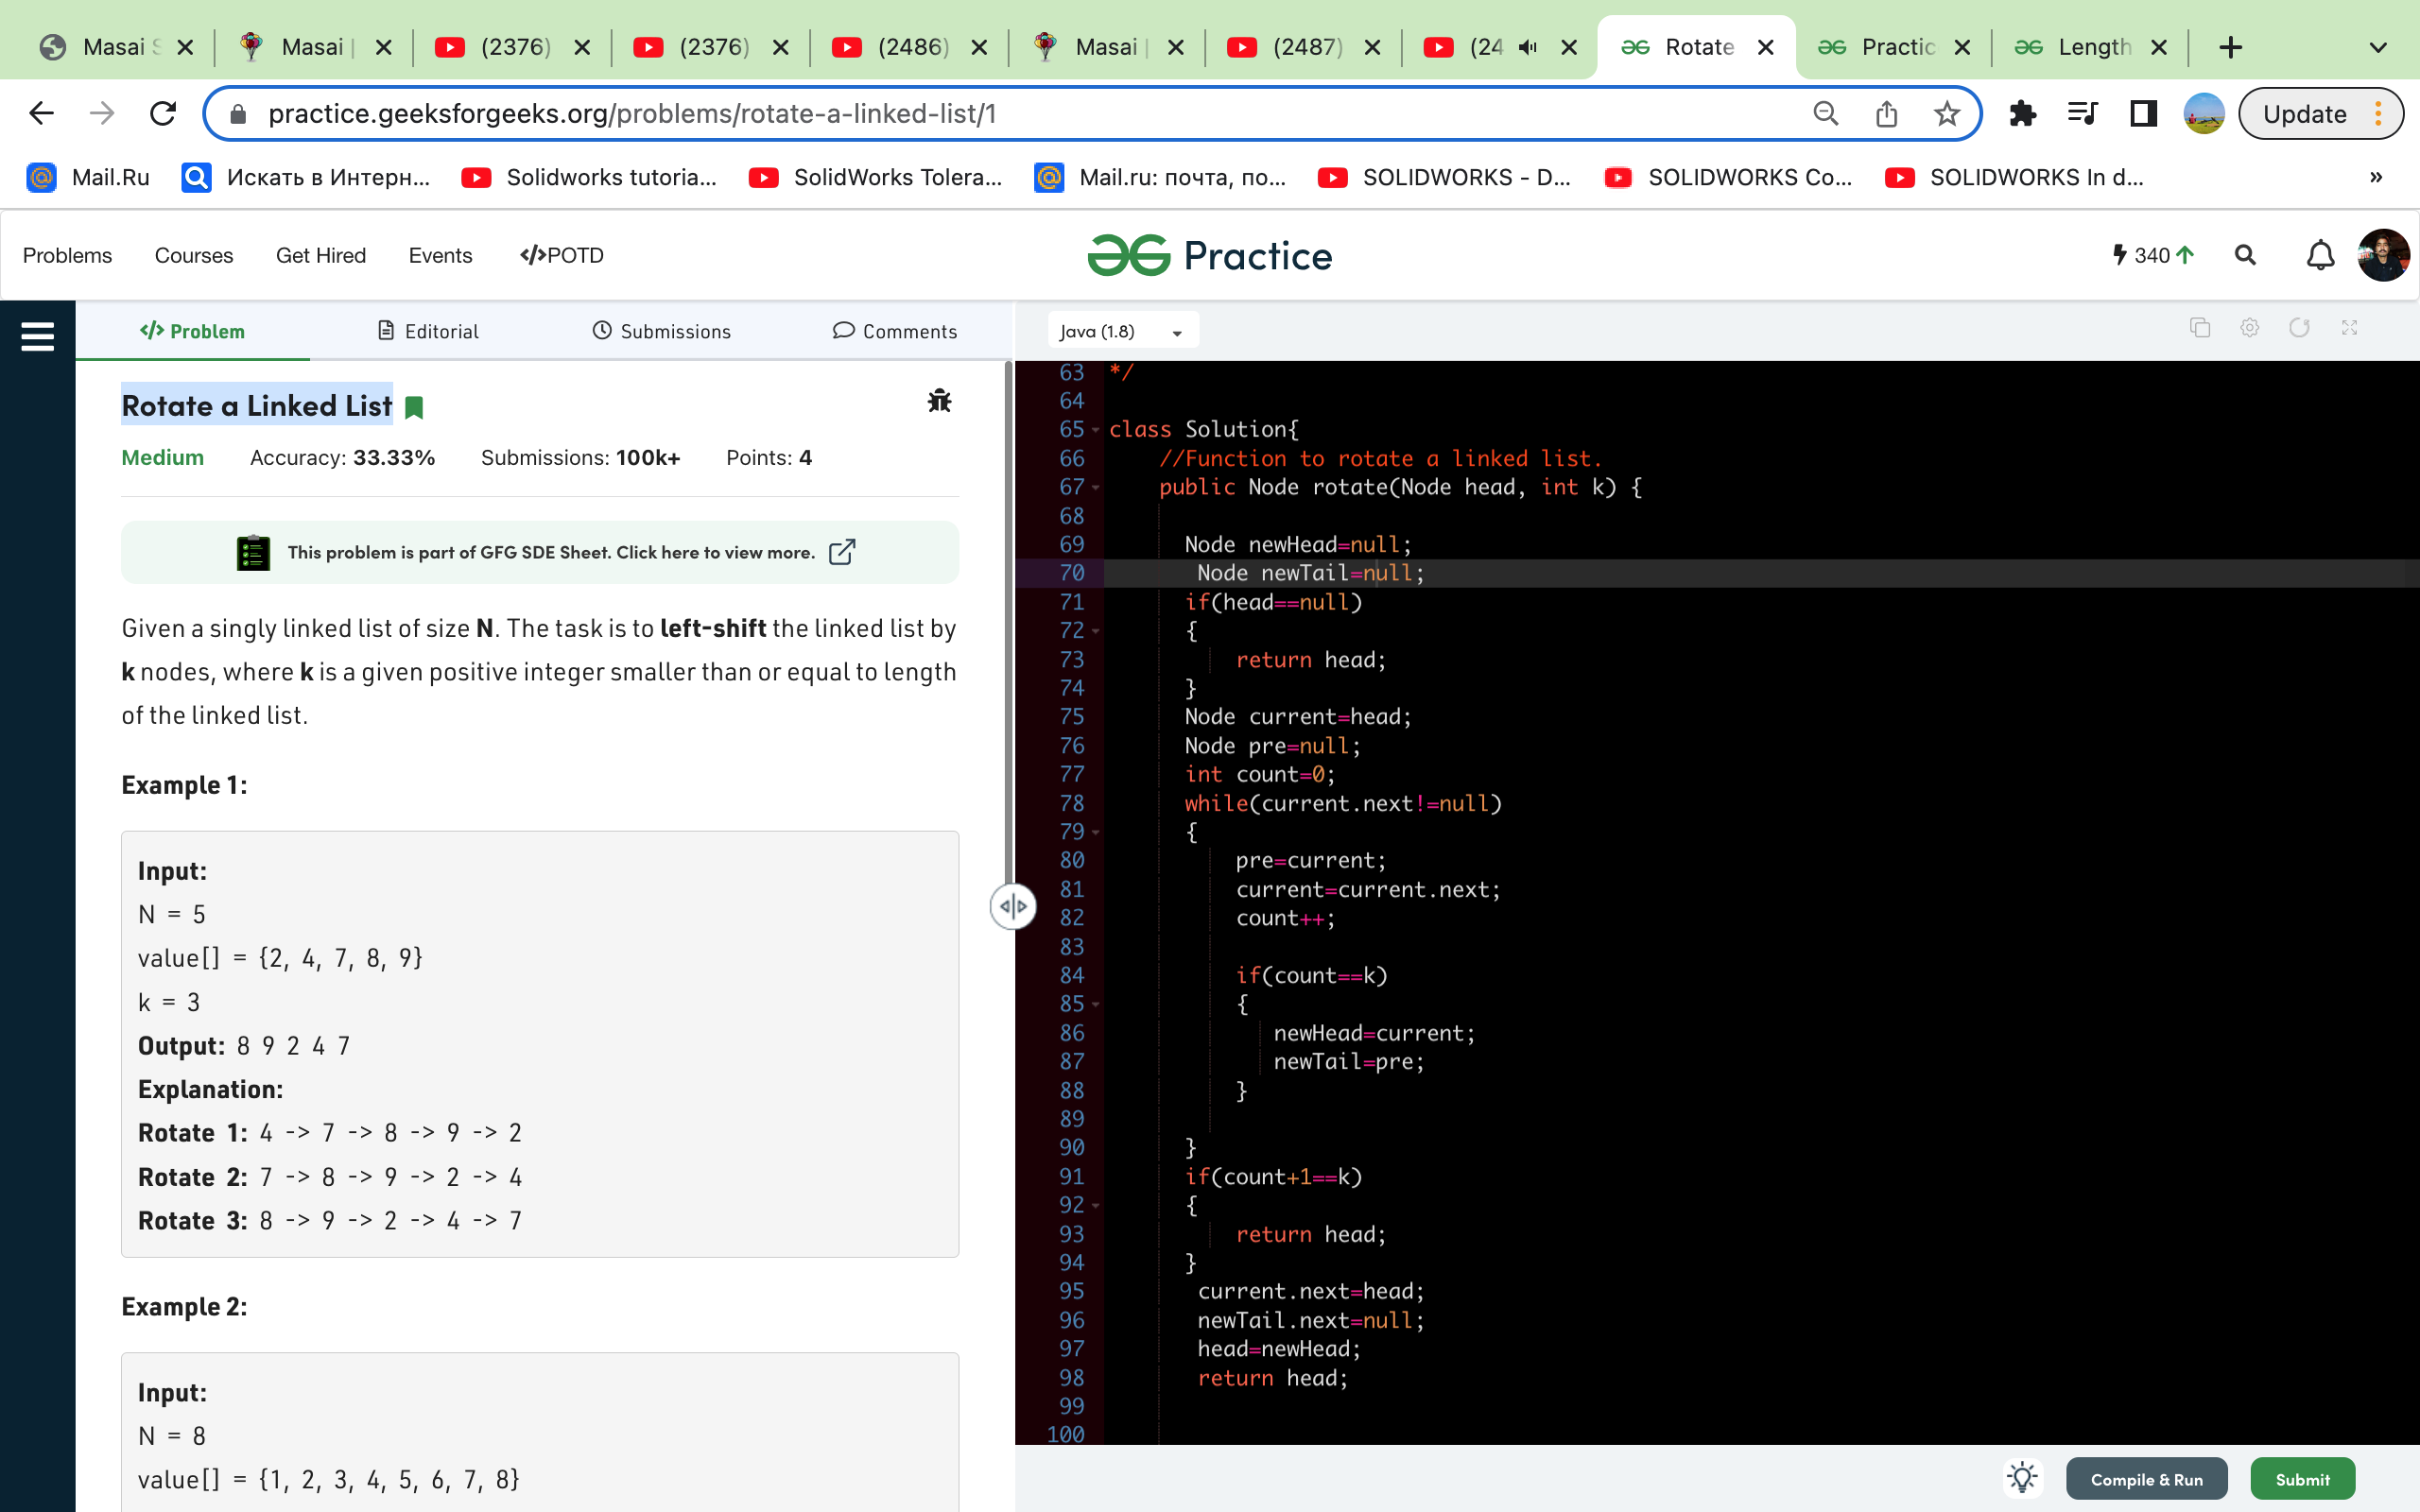 Masai S
Masai |
(2376)
(2376)
(2486)
Masai |
(2487)
(24
Rotate
Practic
Length
practice.geeksforgeeks.org/problems/rotate-a-linked-list/1
Update
Mail.Ru
Искать в Интерн...
Solidworks tutoria...
SolidWorks Tolera...
Mail.ru: почта, по...
SOLIDWORKS - D...
SOLIDWORKS Co...
SOLIDWORKS In d...
»
Problems
Courses
Get Hired
Events
</>POTD
Practice
340
</> Problem
Editorial
Submissions
Comments
Rotate a Linked List
Medium Accuracy: 33.33% Submissions: 100k+ Points: 4
This problem is part of GFG SDE Sheet. Click here to view more.
Given a singly linked list of size N. The task is to left-shift the linked list by
k nodes, where k is a given positive integer smaller than or equal to length
of the linked list.
Example 1:
Input:
N = 5
value[] = {2, 4, 7, 8, 9}
k = 3
Output: 8 9 2 4 7
Explanation:
Rotate 1: 4 -> 7 -> 8 -> 9 -> 2
Rotate 2: 7 -> 8 -> 9 -> 2 -> 4
Rotate 3: 8 -> 9 -> 2 -> 4 -> 7
Example 2:
Input:
N = 8
value[] = {1, 2, 3, 4, 5, 6, 7, 8}
Java (1.8)
63 */
64
65 class Solution{
66 //Function to rotate a linked list.
67 public Node rotate(Node head, int k) {
68
69 Node newHead=null;
70 Node newTail=null;
71 if(head==null)
72 {
73 return head;
74 }
75 Node current=head;
76 Node pre=null;
77 int count=0;
78 while(current.next!=null)
79 {
80 pre=current;
81 current=current.next;
82 count++;
83
84 if(count==k)
85 {
86 newHead=current;
87 newTail=pre;
88 }
89
90 }
91 if(count+1==k)
92 {
93 return head;
94 }
95 current.next=head;
96 newTail.next=null;
97 head=newHead;
98 return head;
99
100
Compile & Run
Submit